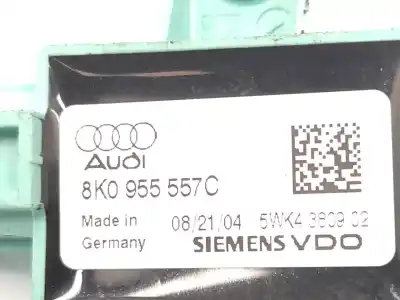 Audi
8K0 955 557C
Made in
Germany
08/21/04 5WK4 3809 02
SIEMENS VDO